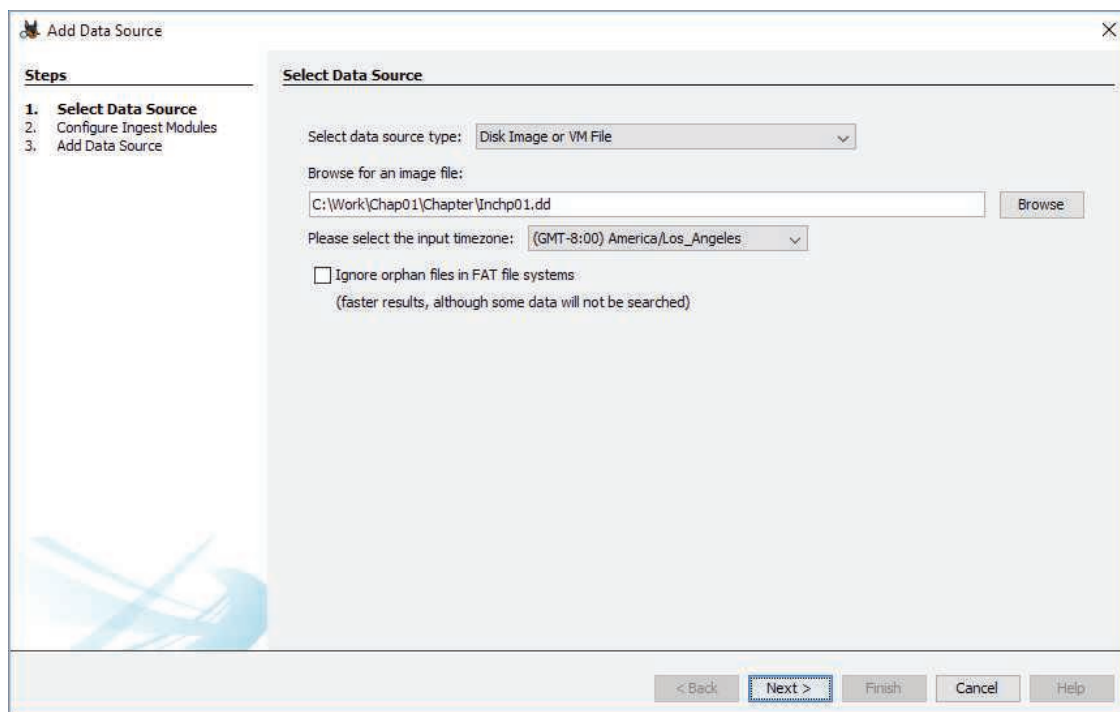 Add Data Source
Steps
1. Select Data Source
2. Configure Ingest Modules
3. Add Data Source
Select Data Source
Select data source type: Disk Image or VM File
Browse for an image file:
C:\Work\Chap01\Chapter\Inchp01.dd Browse
Please select the input timezone: (GMT-8:00) America/Los_Angeles
Ignore orphan files in FAT file systems
(faster results, although some data will not be searched)
< Back Next > Finish Cancel Help